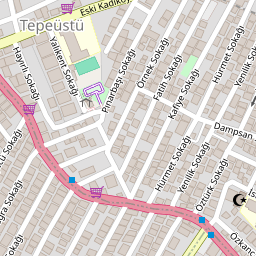 Eski Kadıköy
Tepeüstü
Hayırlı Sokağı
Yalıkent Sokağı
Pınarbaşı Sokağı
Örnek Sokağı
Fatih Sokağı
Kafiye Sokağı
Hürmet Sokağı
Yenilik Sokağı
Dampsan
Hürmet Sokağı
Yenilik Sokağı
Öztürk Sokağı
Özkan